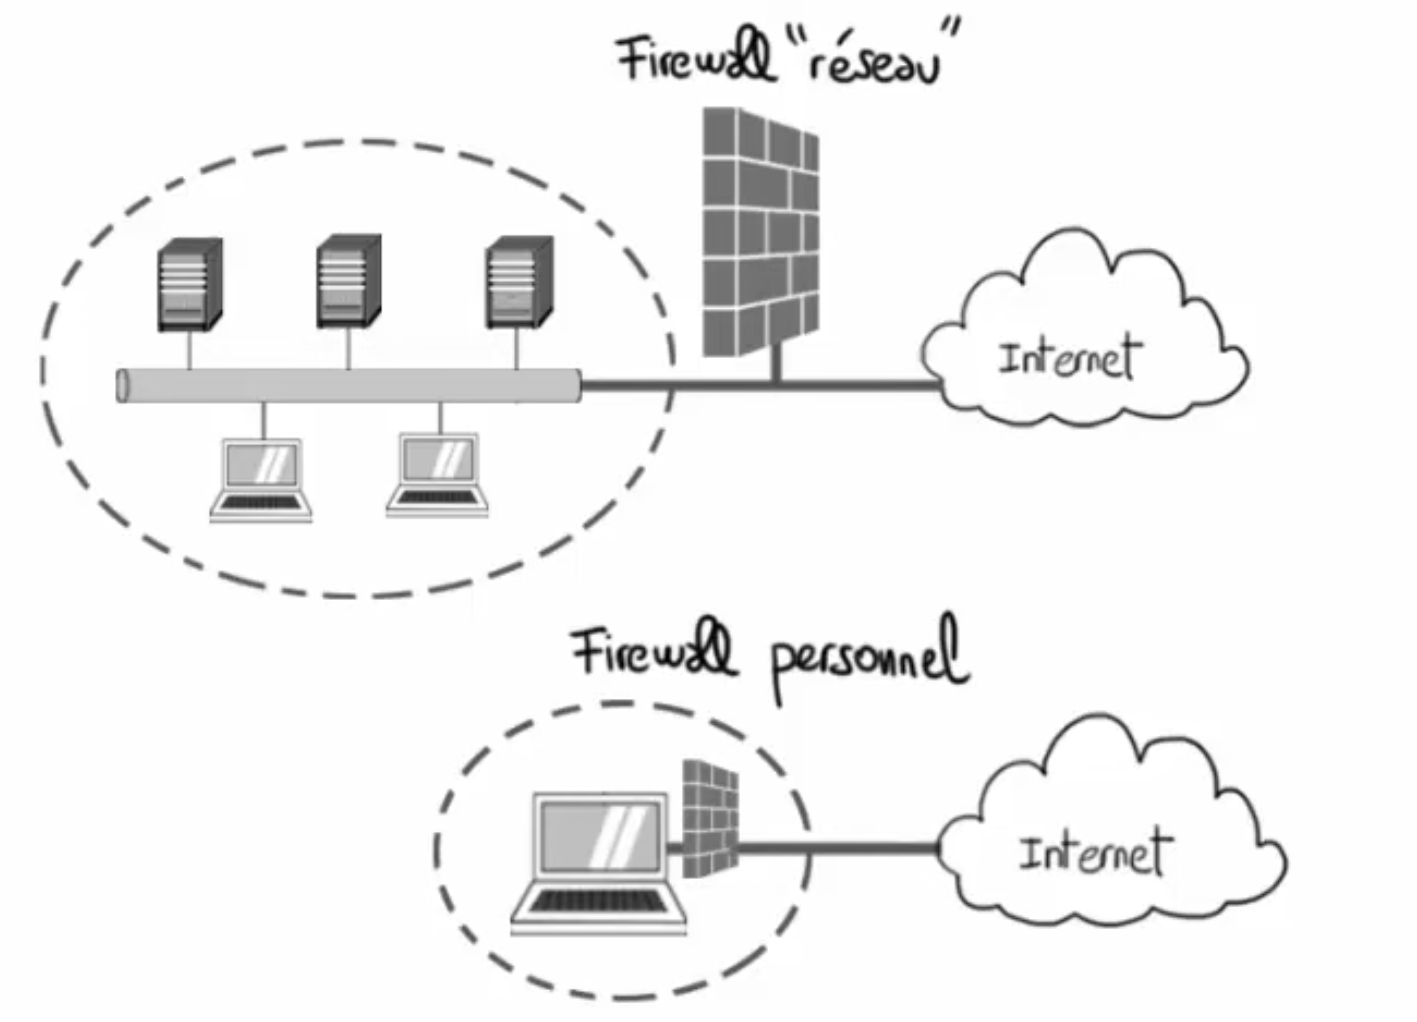 Firewall "réseau"
Internet
Firewall personnel
Internet